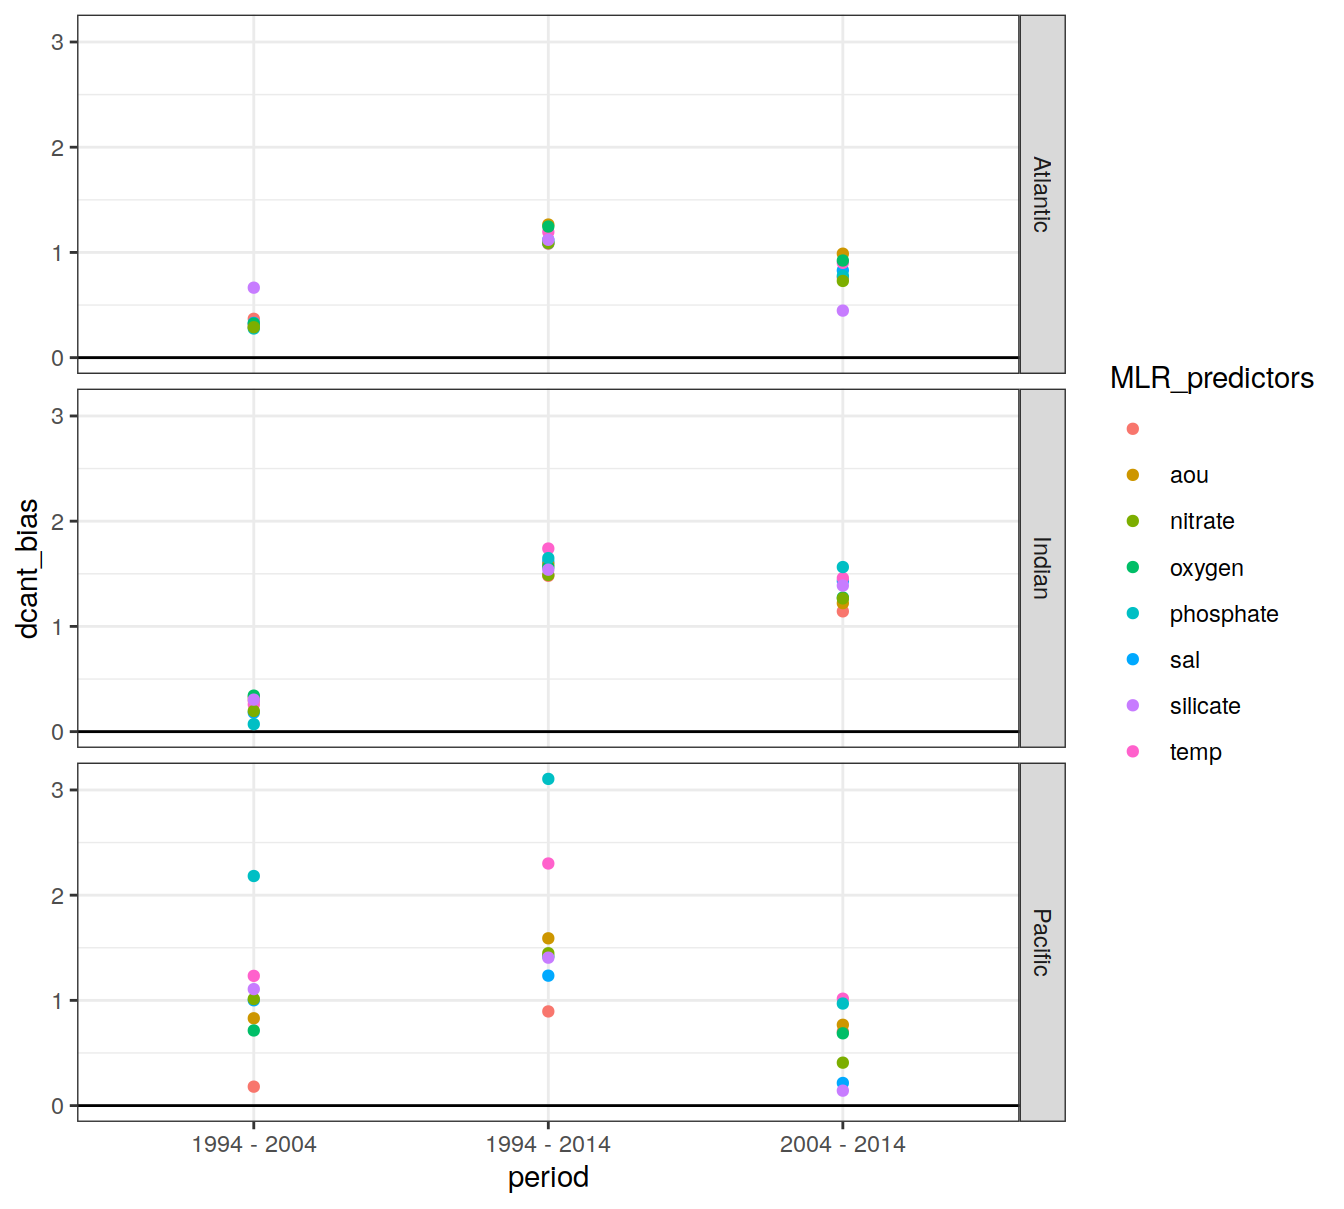 3
2
1
0
Atlantic
3
2
1
0
Indian
3
2
1
0
Pacific
dcant_bias
1994 - 2004
1994 - 2014
2004 - 2014
period
MLR_predictors
aou
nitrate
oxygen
phosphate
sal
silicate
temp